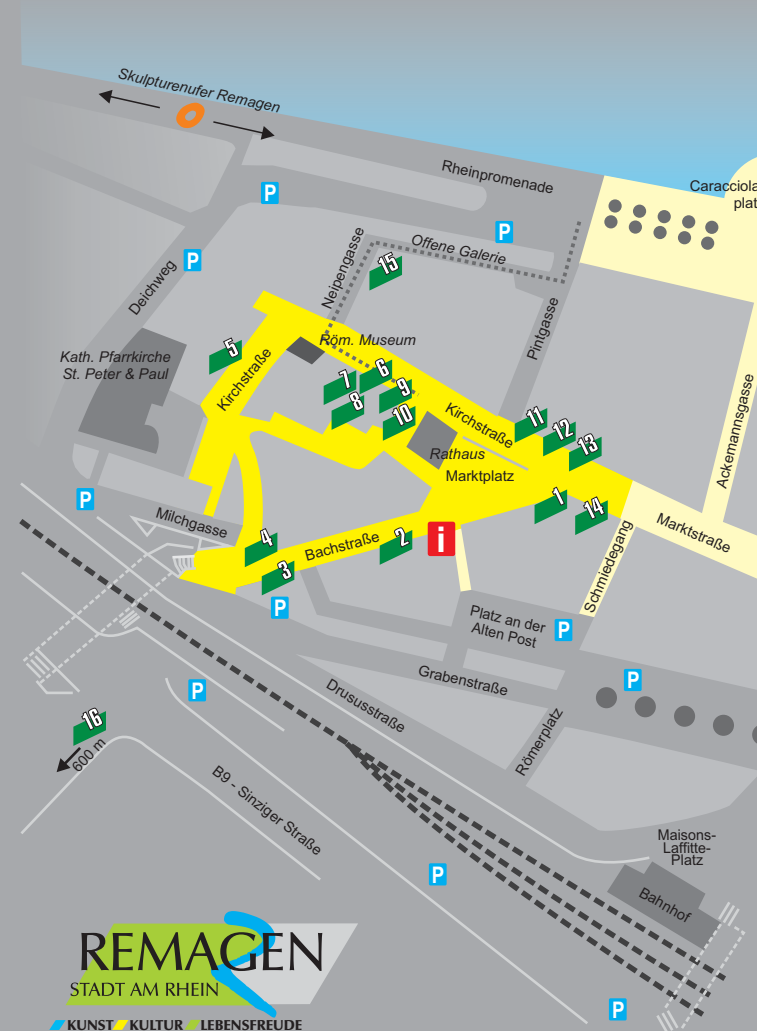 Skulpturenufer Remagen
Rheinpromenade
Caracciola
plat
P
P
Offene Galerie
15
Neipengasse
P
Deichweg
Pintgasse
Röm. Museum
Kath. Pfarrkirche
St. Peter & Paul
5
Kirchstraße
7
6
8
9
10
Kirchstraße
11
12
13
Ackemannsgasse
Rathaus
Marktplatz
P
1
14
Milchgasse
Marktstraße
4
Bachstraße
2
i
3
Schmiedegang
P
Platz an der
Alten Post
P
Grabenstraße
P
P
Drususstraße
16
600 m
Römerplatz
B9 - Sinziger Straße
Maisons-
Laffitte-
Platz
P
Bahnhof
REMAGEN
STADT AM RHEIN
P
KUNST KULTUR LEBENSFREUDE